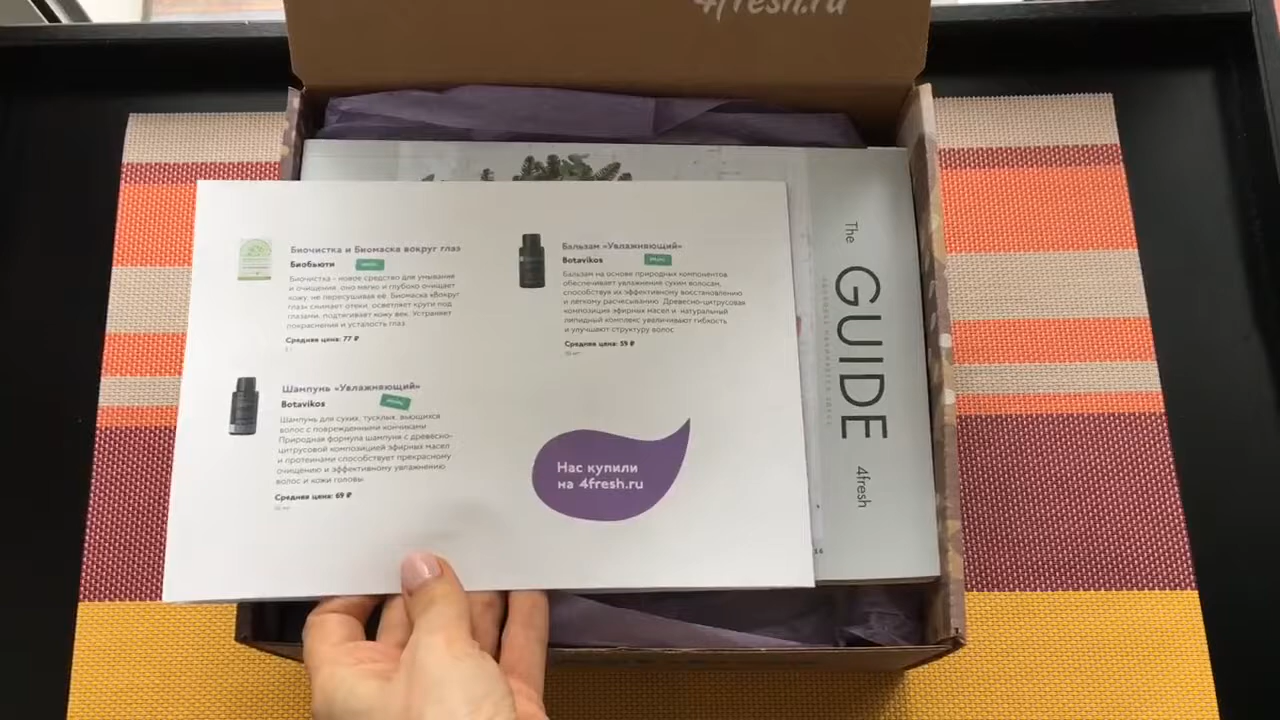 4fresh.ru
Биочистка и Биомаска вокруг глаз
Биобьюти
Биочистка - новое средство для умывания
и очищения, оно мягко и глубоко очищает
кожу, не пересушивая её. Биомаска «Вокруг
глаз» снимает отеки, осветляет круги под
глазами, подтягивает кожу век. Устраняет
покраснения и усталость глаз.
Средняя цена: 77 ₽
Шампунь «Увлажняющий»
Botavikos
Шампунь для сухих, тусклых, вьющихся
волос с поврежденными кончиками.
Природная формула шампуня с древесно-
цитрусовой композицией эфирных масел
и протеинами способствует прекрасному
очищению и эффективному увлажнению
волос и кожи головы.
Средняя цена: 69 ₽
Бальзам «Увлажняющий»
Botavikos
Бальзам на основе природных компонентов
обеспечивает увлажнение сухим волосам,
способствуя их эффективному восстановлению
и лёгкому расчесыванию. Древесно-цитрусовая
композиция эфирных масел и натуральный
липидный комплекс увеличивают гибкость
и улучшают структуру волос.
Средняя цена: 59 ₽
Нас купили
на 4fresh.ru
The
GUIDE
4fresh